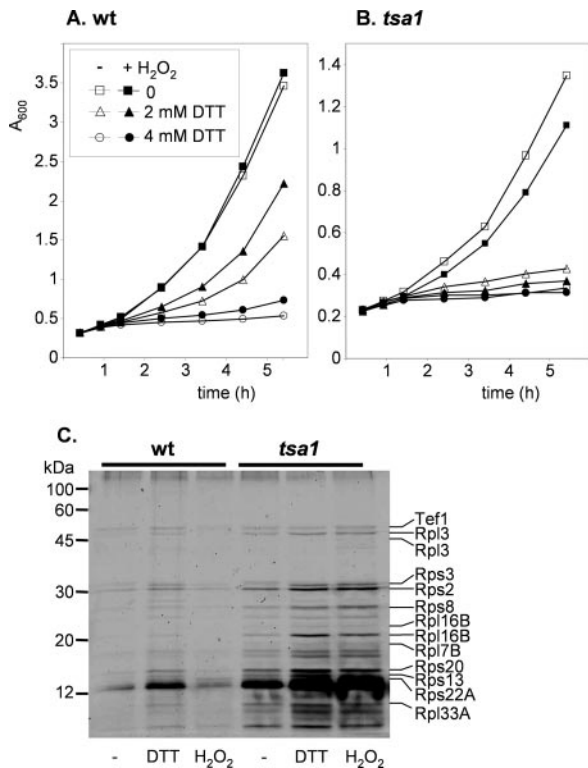 A. wt
B. tsa1
- + H₂O₂
0
2 mM DTT
4 mM DTT
A₆₀₀
3.5
3
2.5
2
1.5
1
0.5
0
1 2 3 4 5
time (h)
1.4
1.2
1
0.8
0.6
0.4
0.2
0
1 2 3 4 5
time (h)
C.
wt tsa1
kDa
100
60
45
30
20
12
Tef1
Rpl3
Rpl3
Rps3
Rps2
Rps8
Rpl16B
Rpl16B
Rpl7B
Rps20
Rps13
Rps22A
Rpl33A
- DTT H₂O₂ - DTT H₂O₂